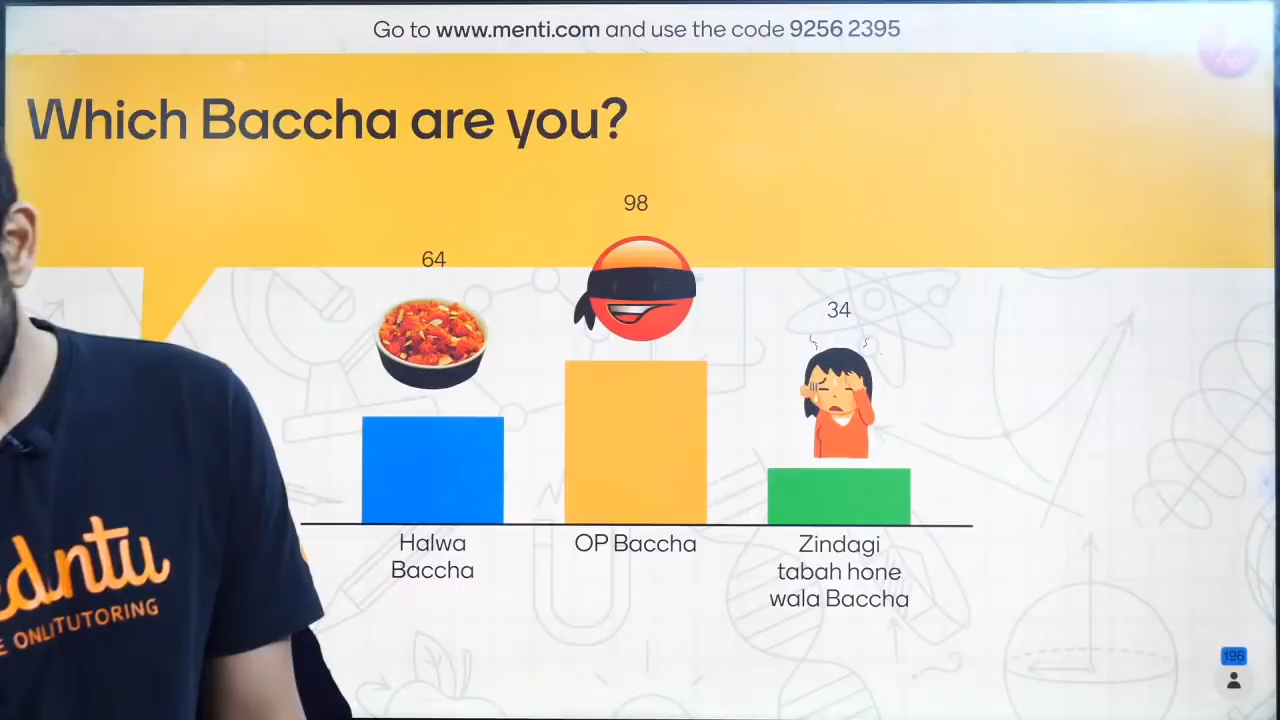 Go to www.menti.com and use the code 9256 2395
Which Baccha are you?
98
64
34
Halwa
Baccha
OP Baccha
Zindagi
tabah hone
wala Baccha
196